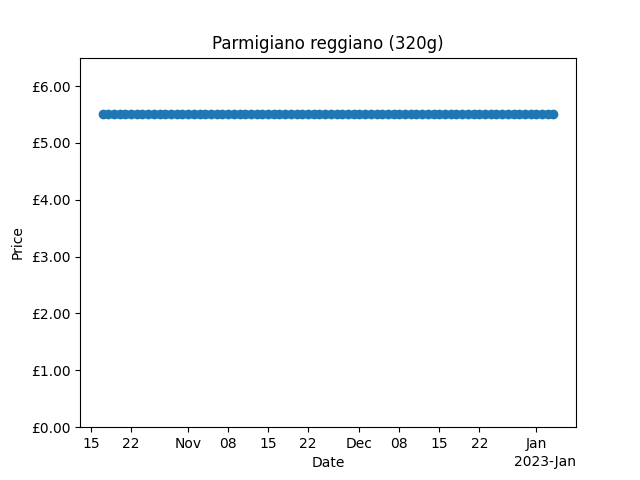 Parmigiano reggiano (320g)
£6.00
£5.00
£4.00
£3.00
£2.00
£1.00
£0.00
Price
15 22 Nov 08 15 22 Dec 08 15 22 Jan
2023-Jan
Date